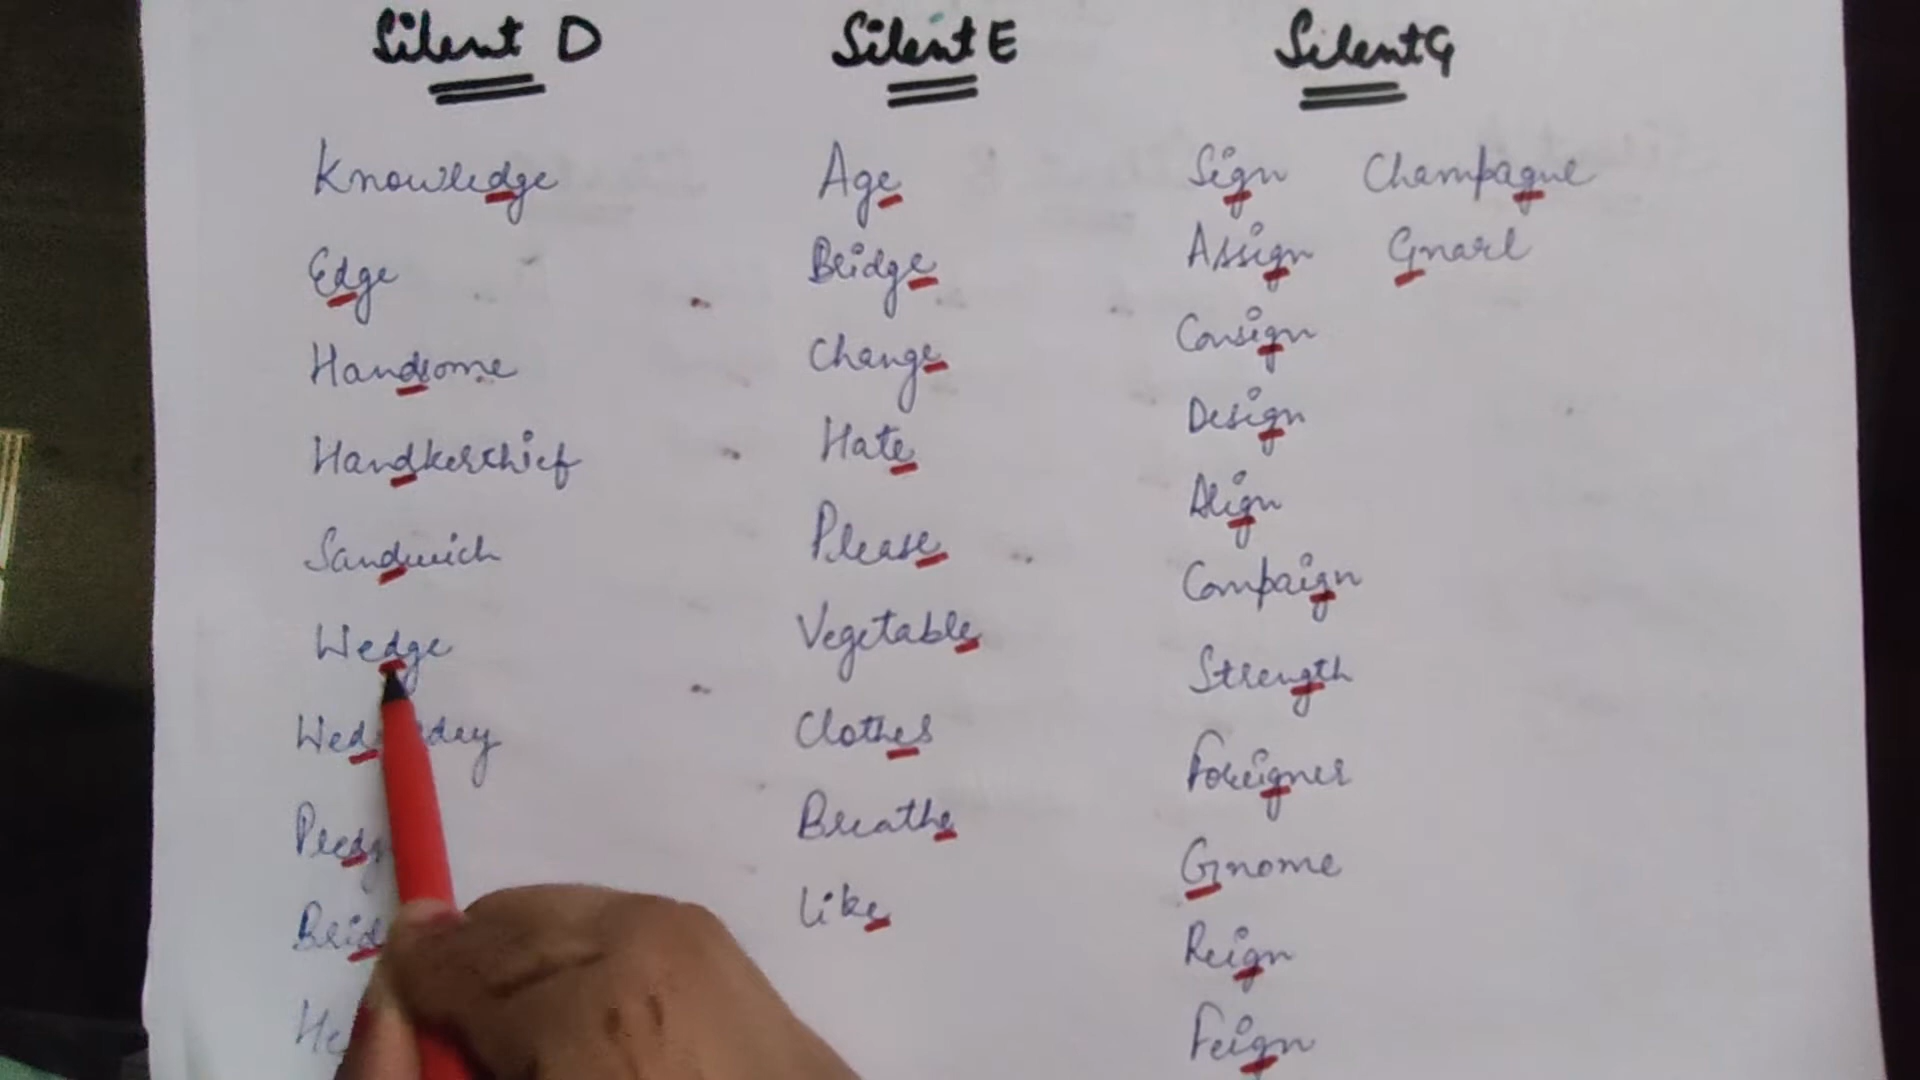 Silent D
Knowledge
Edge
Handsome
Handkerchief
Sandwich
Wedge
Silent E
Age
Bridge
Change
Hate
Please
Vegetable
Clothes
Breathe
Like
Silent G
Sign Champagne
Assign Gnarl
Consign
Design
Align
Campaign
Strength
Foreigner
Gnome
Reign
Feign